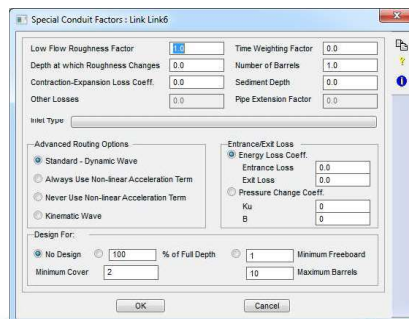 Special Conduit Factors : Link Link6
Low Flow Roughness Factor 1.0 Time Weighting Factor 0.0
Depth at which Roughness Changes 0.0 Number of Barrels 1.0
Contraction-Expansion Loss Coeff. 0.0 Sediment Depth 0.0
Other Losses 0.0 Pipe Extension Factor 0.0
Inlet Type
Advanced Routing Options
Standard - Dynamic Wave
Always Use Non-linear Acceleration Term
Never Use Non-linear Acceleration Term
Kinematic Wave
Entrance/Exit Loss
Energy Loss Coeff.
Entrance Loss 0.0
Exit Loss 0.0
Pressure Change Coeff.
Ku 0
B 0
Design For:
No Design 100 % of Full Depth 1 Minimum Freeboard
Minimum Cover 2 10 Maximum Barrels
OK Cancel